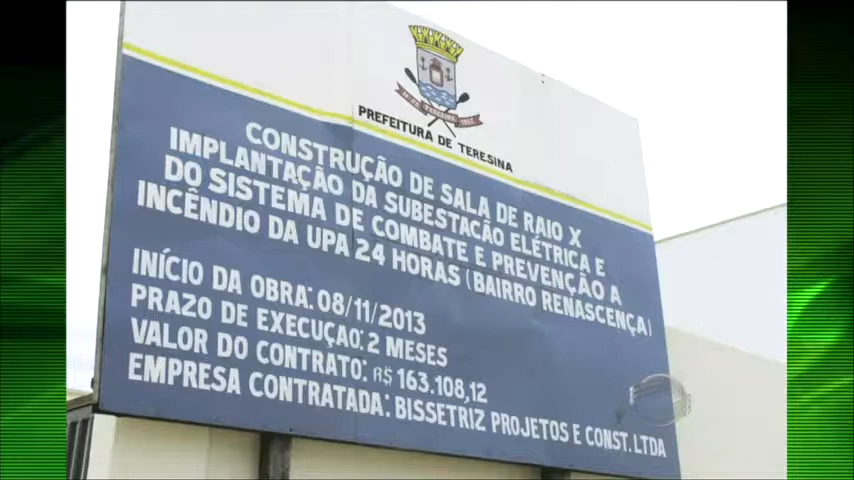 PREFEITURA DE TERESINA
CONSTRUÇÃO DE SALA DE RAIO X
IMPLANTAÇÃO DA SUBESTAÇÃO ELÉTRICA E
DO SISTEMA DE COMBATE E PREVENÇÃO A
INCÊNDIO DA UPA 24 HORAS (BAIRRO RENASCENÇA)
INÍCIO DA OBRA: 08/11/2013
PRAZO DE EXECUÇAO: 2 MESES
VALOR DO CONTRATO: R$ 163.108,12
EMPRESA CONTRATADA: BISSETRIZ PROJETOS E CONST. LTDA